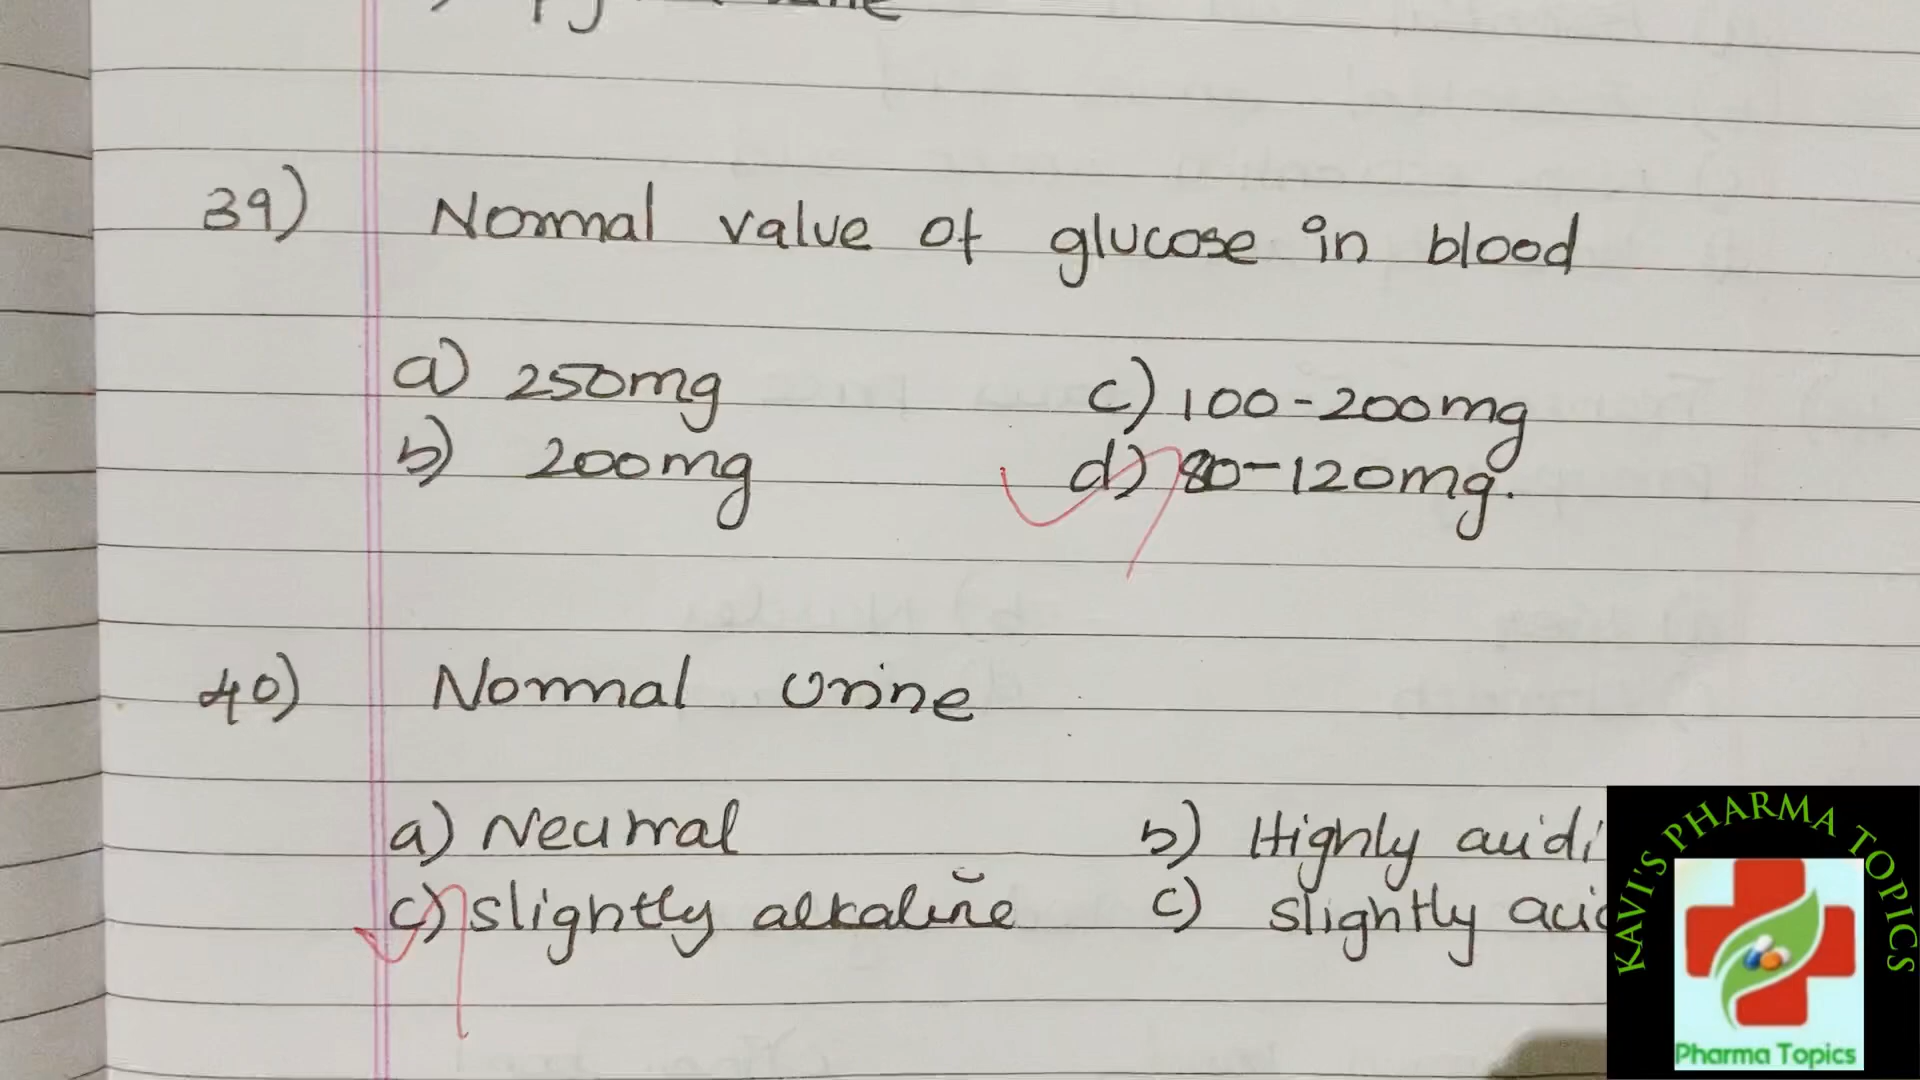 39) Normal value of glucose in blood
a) 250mg c) 100-200mg
b) 200mg d) 80-120mg.
40) Normal Urine
a) Neutral b) Highly acidi
c) slightly alkaline c) slightly acid
KAVI'S PHARMA TOPICS
Pharma Topics